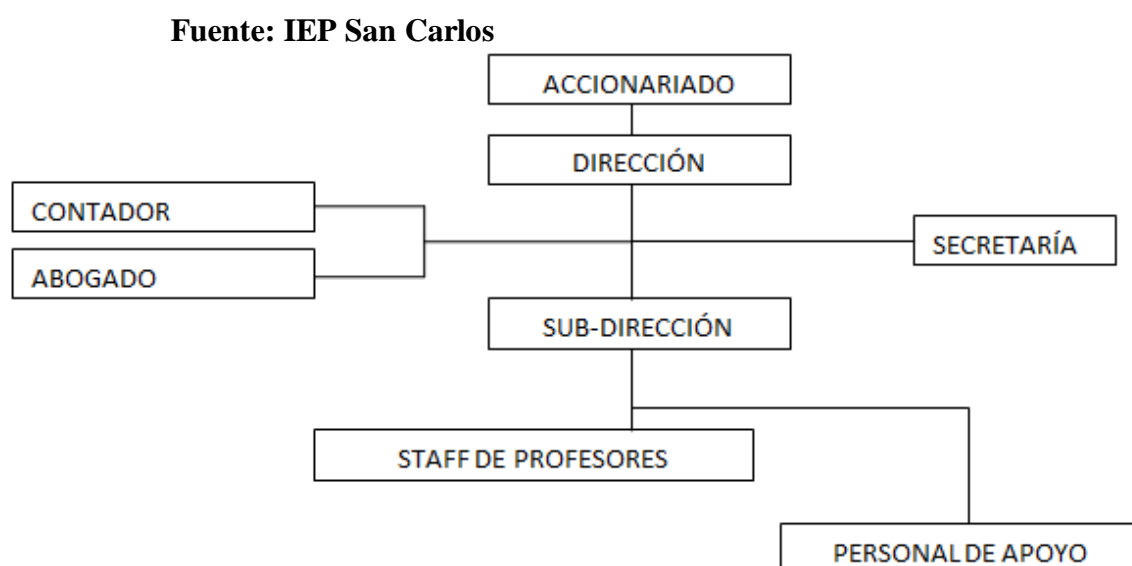 Fuente: IEP San Carlos
ACCIONARIADO
DIRECCIÓN
CONTADOR
SECRETARÍA
ABOGADO
SUB-DIRECCIÓN
STAFF DE PROFESORES
PERSONAL DE APOYO